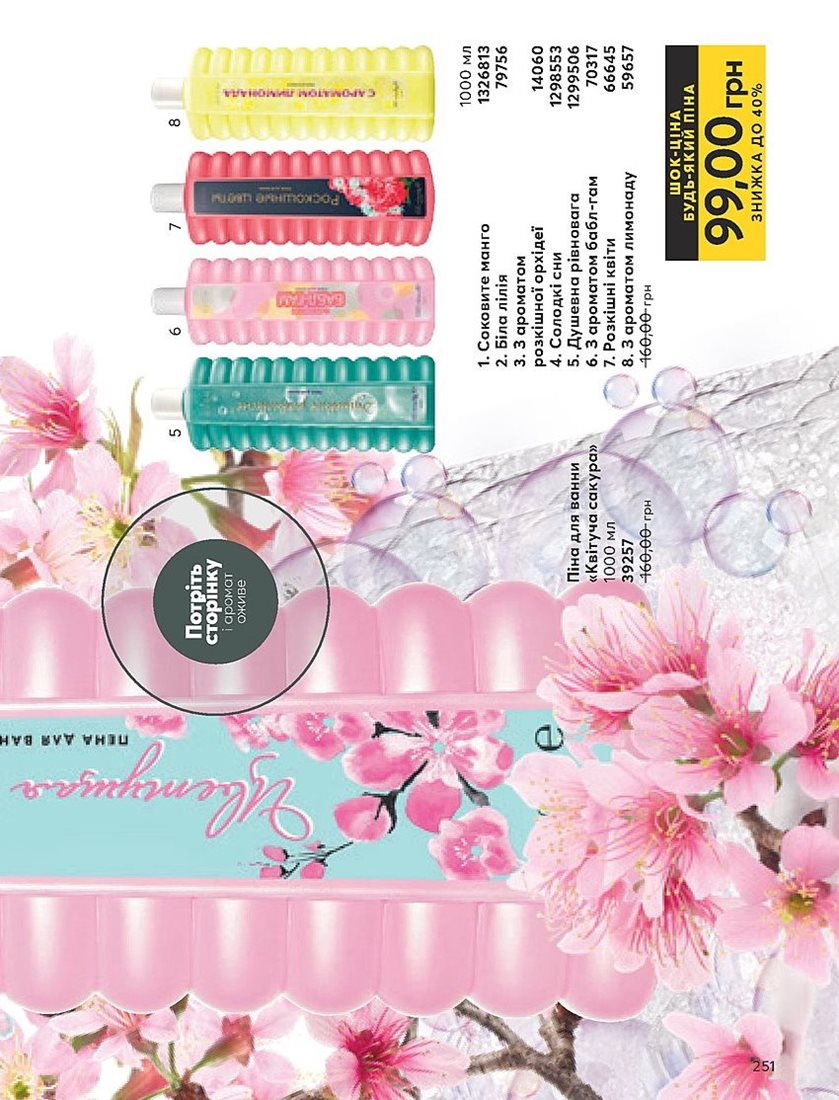 8
С АРОМАТОМ ЛИМОНАДА
7
РОСКОШНЫЕ ЦВЕТЫ
6
БАБЛ-ГАМ
5
Душевное равновесие
1000 мл
1. Соковите манго 1326813
2. Біла лілія 79756
3. З ароматом
розкішної орхідеї 14060
4. Солодкі сни 1298553
5. Душевна рівновага 1299506
6. З ароматом бабл-гам 70317
7. Розкішні квіти 66645
8. З ароматом лимонаду 59657
160,00 грн
ШОК-ЦІНА
БУДЬ-ЯКИЙ ПІНА
99,00 грн
ЗНИЖКА ДО 40%
Потріть
сторінку
і аромат
оживе
Піна для ванни
«Квітуча сакура»
1000 мл
39257
160,00 грн
ПЕНА ДЛЯ ВАН
Цветущая
e
251